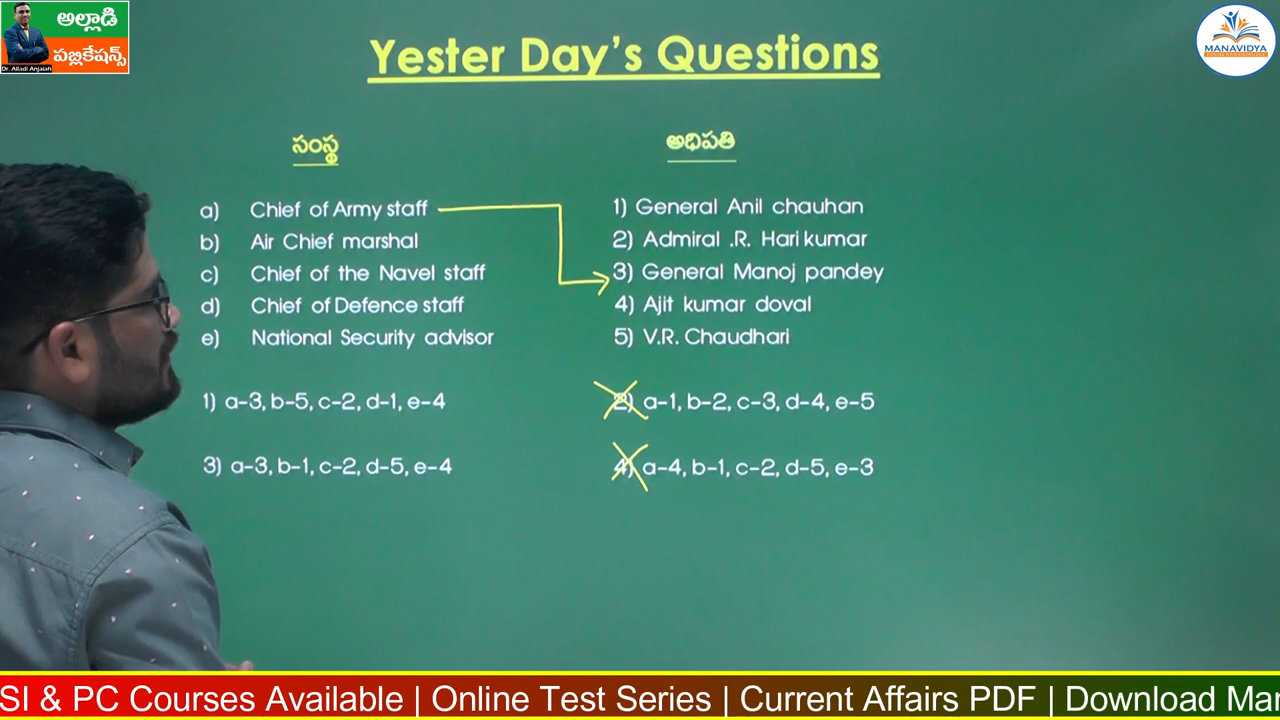 అల్లాడి
పబ్లికేషన్స్
Dr. Alladi Anjaiah
MANAVIDYA
Yester Day's Questions
సంస్థ
అధిపతి
a) Chief of Army staff
1) General Anil chauhan
b) Air Chief marshal
2) Admiral .R. Hari kumar
c) Chief of the Navel staff
3) General Manoj pandey
d) Chief of Defence staff
4) Ajit kumar doval
e) National Security advisor
5) V.R. Chaudhari
1) a-3, b-5, c-2, d-1, e-4
2) a-1, b-2, c-3, d-4, e-5
3) a-3, b-1, c-2, d-5, e-4
4) a-4, b-1, c-2, d-5, e-3
SI & PC Courses Available | Online Test Series | Current Affairs PDF | Download Mar